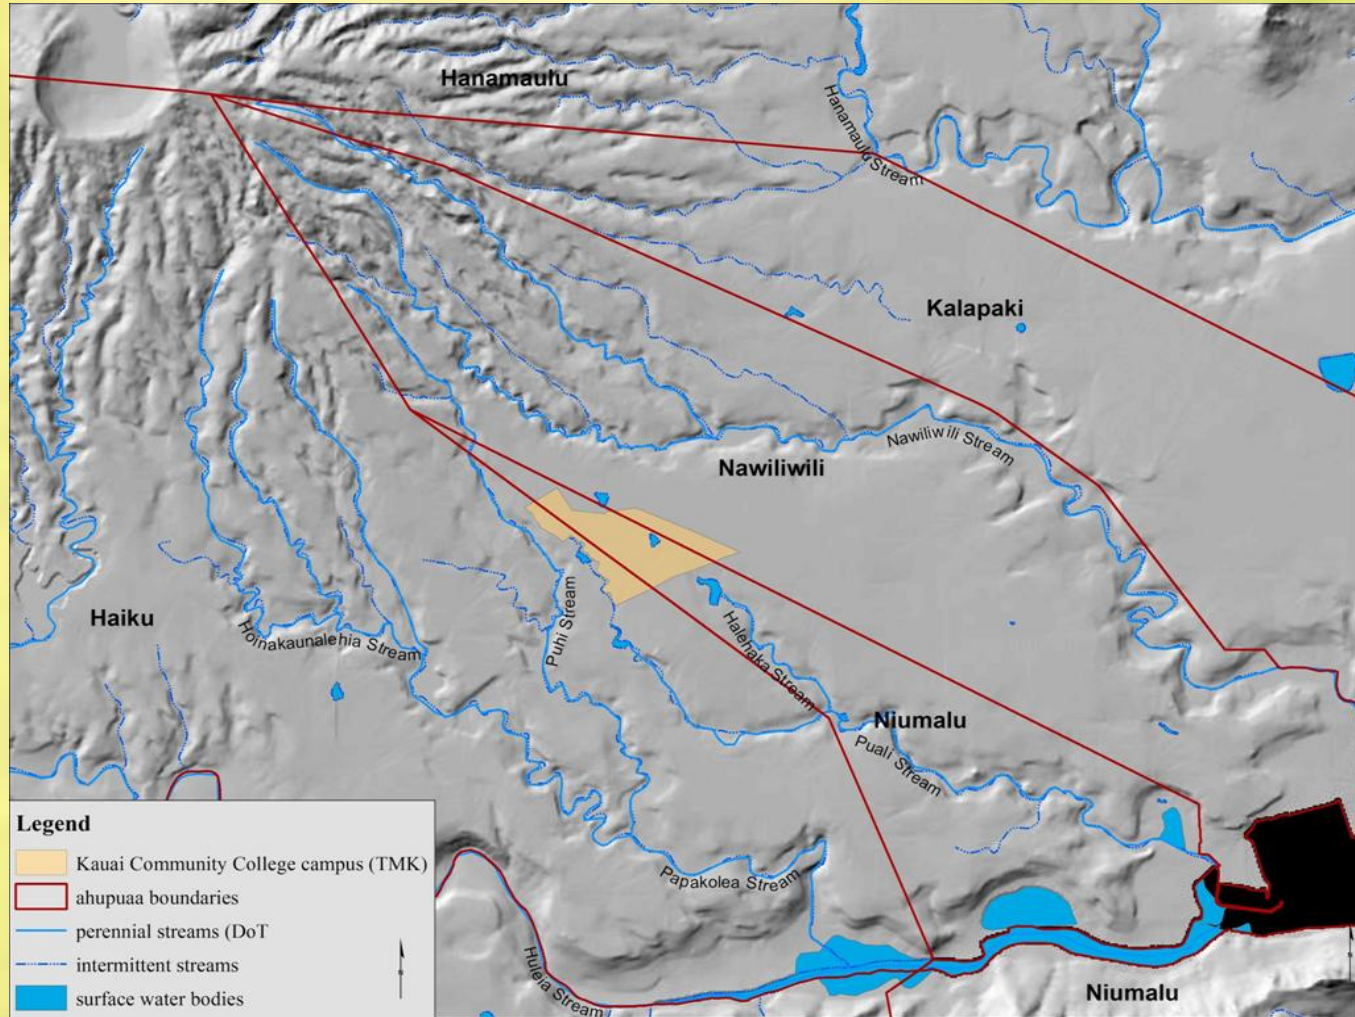 Hanamaulu
Hanamaulu Stream
Kalapaki
Nawiliwili Stream
Nawiliwili
Haiku
Hoinakaunalehia Stream
Puhi Stream
Halehaka Stream
Niumalu
Puali Stream
Papakolea Stream
Huleia Stream
Niumalu
Legend
Kauai Community College campus (TMK)
ahupuaa boundaries
perennial streams (DoT
intermittent streams
surface water bodies